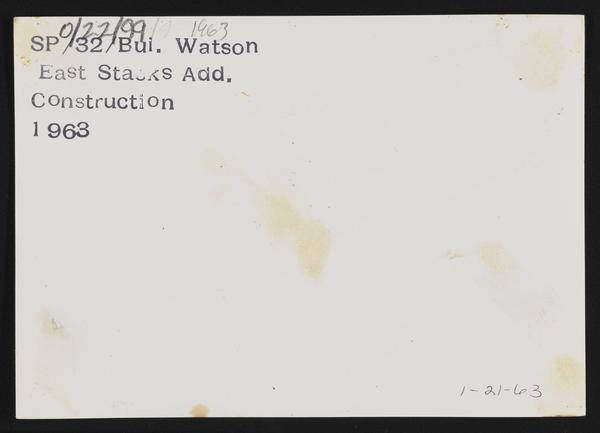 0/22/99 1963
SP/32/Bui. Watson
East Stacks Add.
Construction
1963
1-21-63